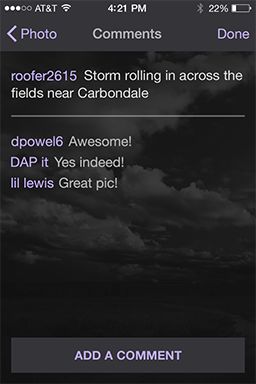 AT&T 4:21 PM 22%
Photo Comments Done
roofer2615 Storm rolling in across the
fields near Carbondale
dpowel6 Awesome!
DAP it Yes indeed!
lil lewis Great pic!
ADD A COMMENT